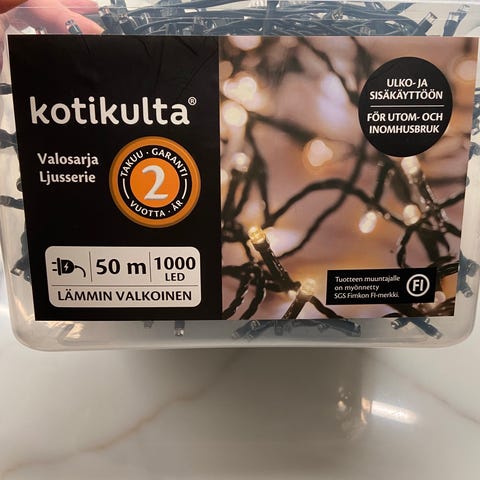 kotikulta®
Valosarja
Ljusserie
TAKUU · GARANTI
2
VUOTTA · ÅR
50 m
1000
LED
LÄMMIN VALKOINEN
ULKO- JA
SISÄKÄYTTÖÖN
FÖR UTOM- OCH
INOMHUSBRUK
Tuotteen muuntajalle
on myönnetty
SGS Fimkon FI-merkki.
FI